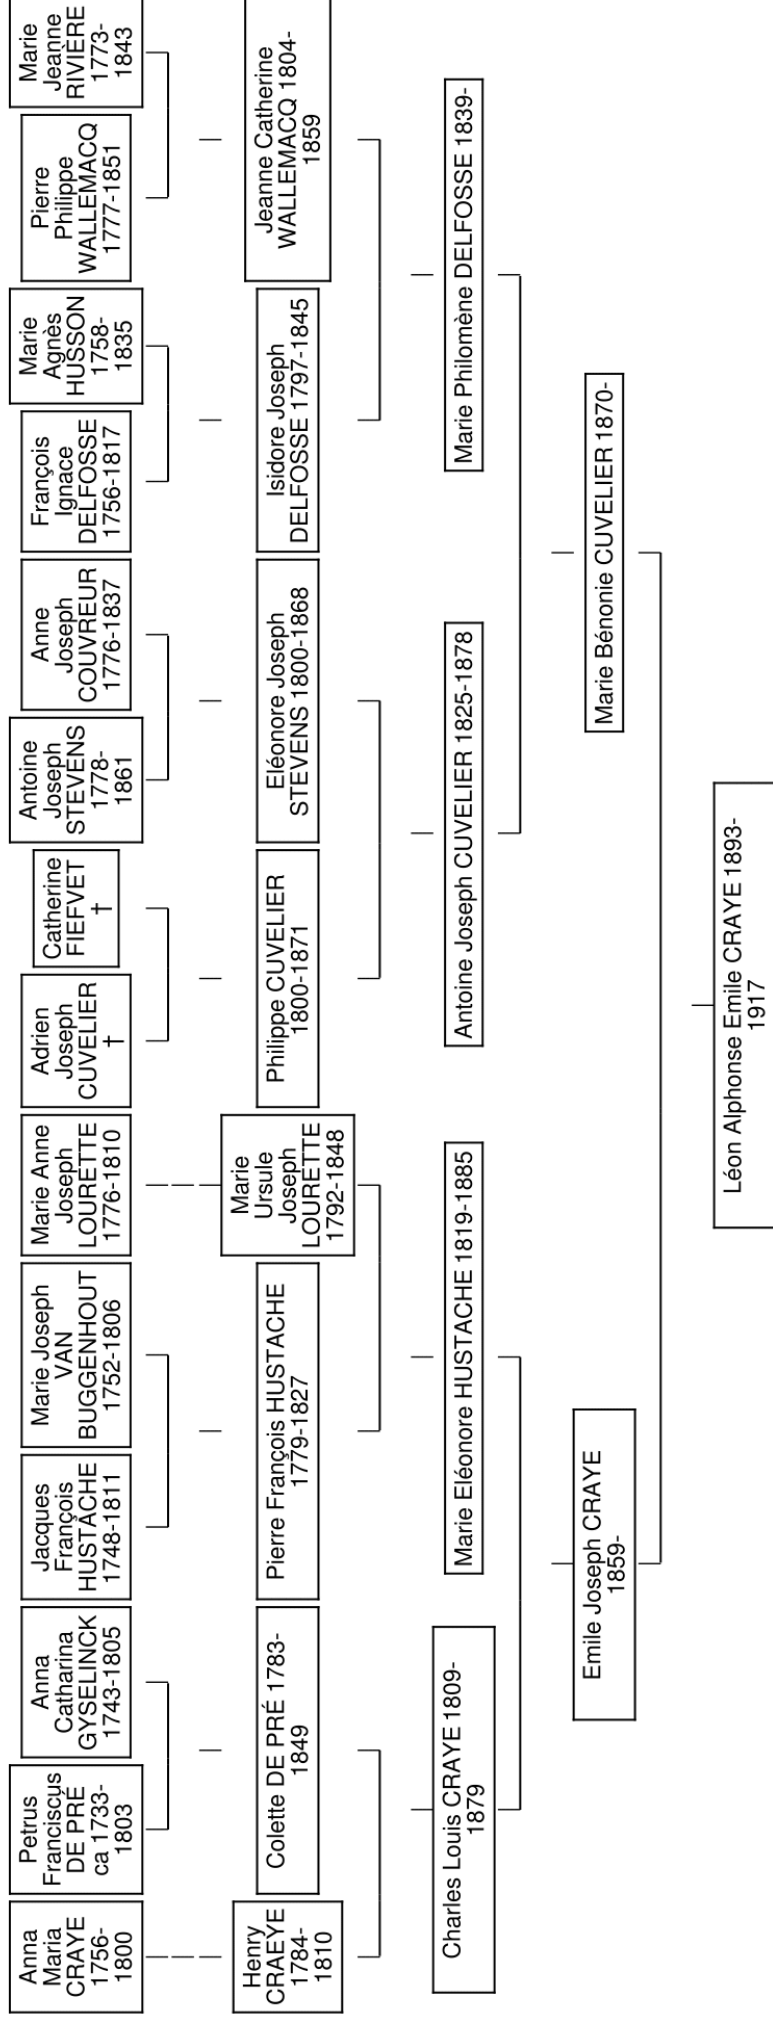 Anna
Maria
CRAYE
1756-
1800
Petrus
Franciscus
DE PRÉ
ca 1733-
1803
Anna
Catharina
GYSELINCK
1743-1805
Jacques
François
HUSTACHE
1748-1811
Marie Joseph
VAN
BUGGENHOUT
1752-1806
Marie Anne
Joseph
LOURETTE
1776-1810
Adrien
Joseph
CUVELIER
†
Catherine
FIEFVET
†
Antoine
Joseph
STEVENS
1778-
1861
Anne
Joseph
COUVREUR
1776-1837
François
Ignace
DELFOSSE
1756-1817
Marie
Agnès
HUSSON
1758-
1835
Pierre
Philippe
WALLEMACQ
1777-1851
Marie
Jeanne
RIVIÈRE
1773-
1843
Henry
CRAEYE
1784-
1810
Colette DE PRÉ 1783-
1849
Pierre François HUSTACHE
1779-1827
Marie
Ursule
Joseph
LOURETTE
1792-1848
Philippe CUVELIER
1800-1871
Eléonore Joseph
STEVENS 1800-1868
Isidore Joseph
DELFOSSE 1797-1845
Jeanne Catherine
WALLEMACQ 1804-
1859
Charles Louis CRAYE 1809-
1879
Marie Eléonore HUSTACHE 1819-1885
Antoine Joseph CUVELIER 1825-1878
Marie Philomène DELFOSSE 1839-
Emile Joseph CRAYE
1859-
Marie Bénonie CUVELIER 1870-
Léon Alphonse Emile CRAYE 1893-
1917